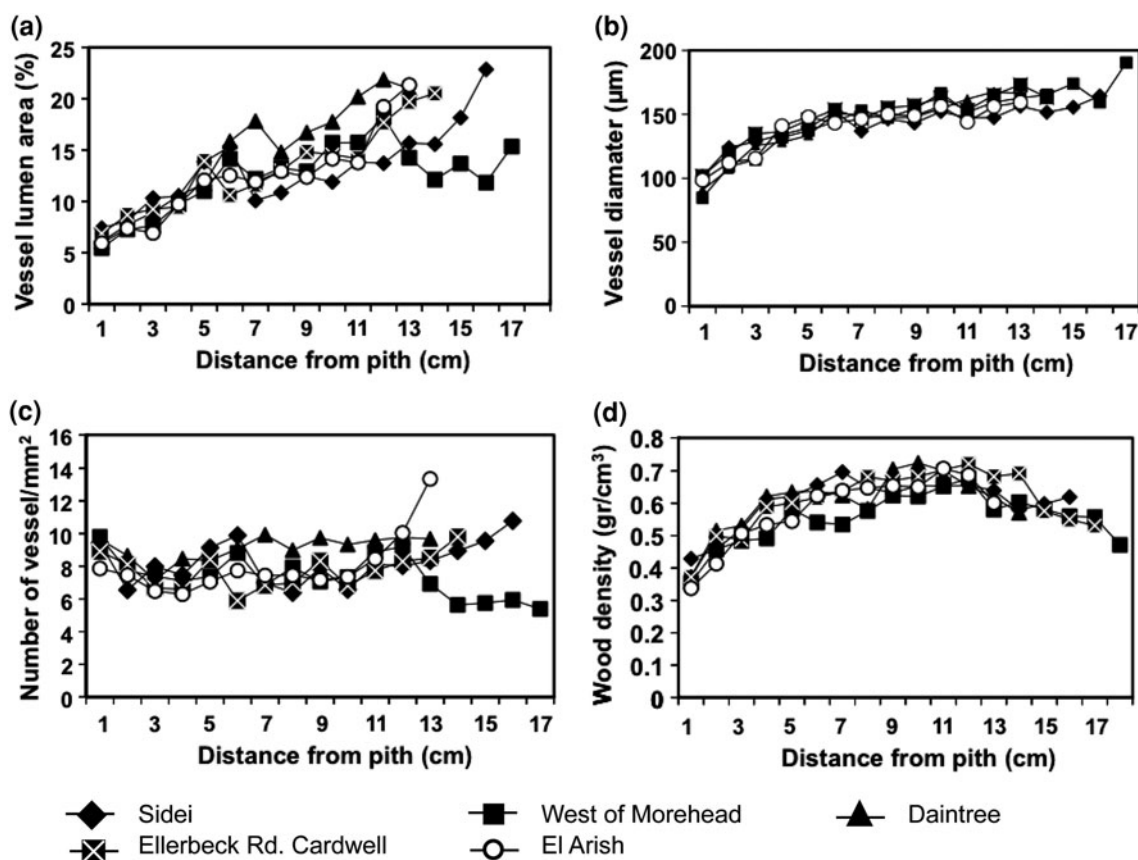 (a)
Vessel lumen area (%)
25
20
15
10
5
0
1 3 5 7 9 11 13 15 17
Distance from pith (cm)
(b)
Vessel diamater (μm)
200
150
100
50
0
1 3 5 7 9 11 13 15 17
Distance from pith (cm)
(c)
Number of vessel/mm²
16
14
12
10
8
6
4
2
0
1 3 5 7 9 11 13 15 17
Distance from pith (cm)
(d)
Wood density (gr/cm³)
0.8
0.7
0.6
0.5
0.4
0.3
0.2
0.1
0
1 3 5 7 9 11 13 15 17
Distance from pith (cm)
Sidei West of Morehead Daintree
Ellerbeck Rd. Cardwell El Arish